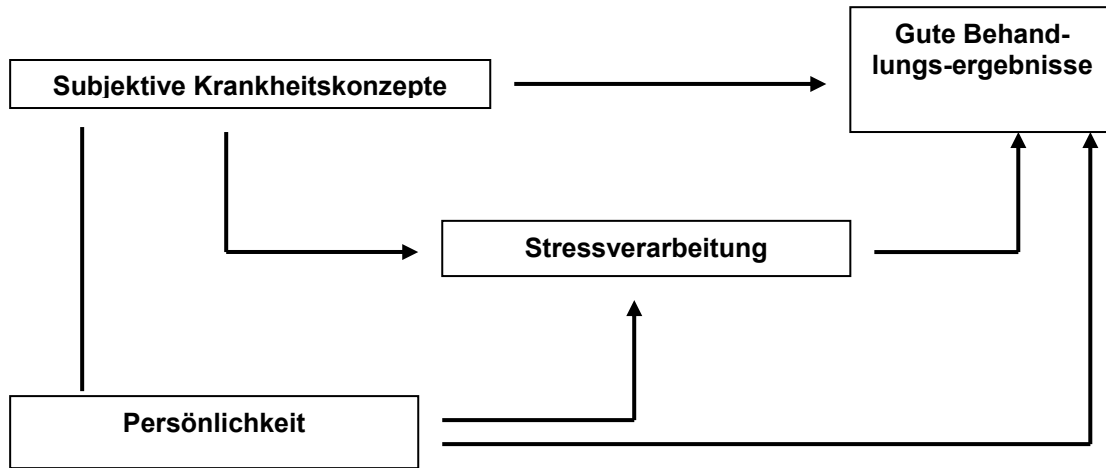 Gute Behand-
lungs-ergebnisse
Subjektive Krankheitskonzepte
Stressverarbeitung
Persönlichkeit